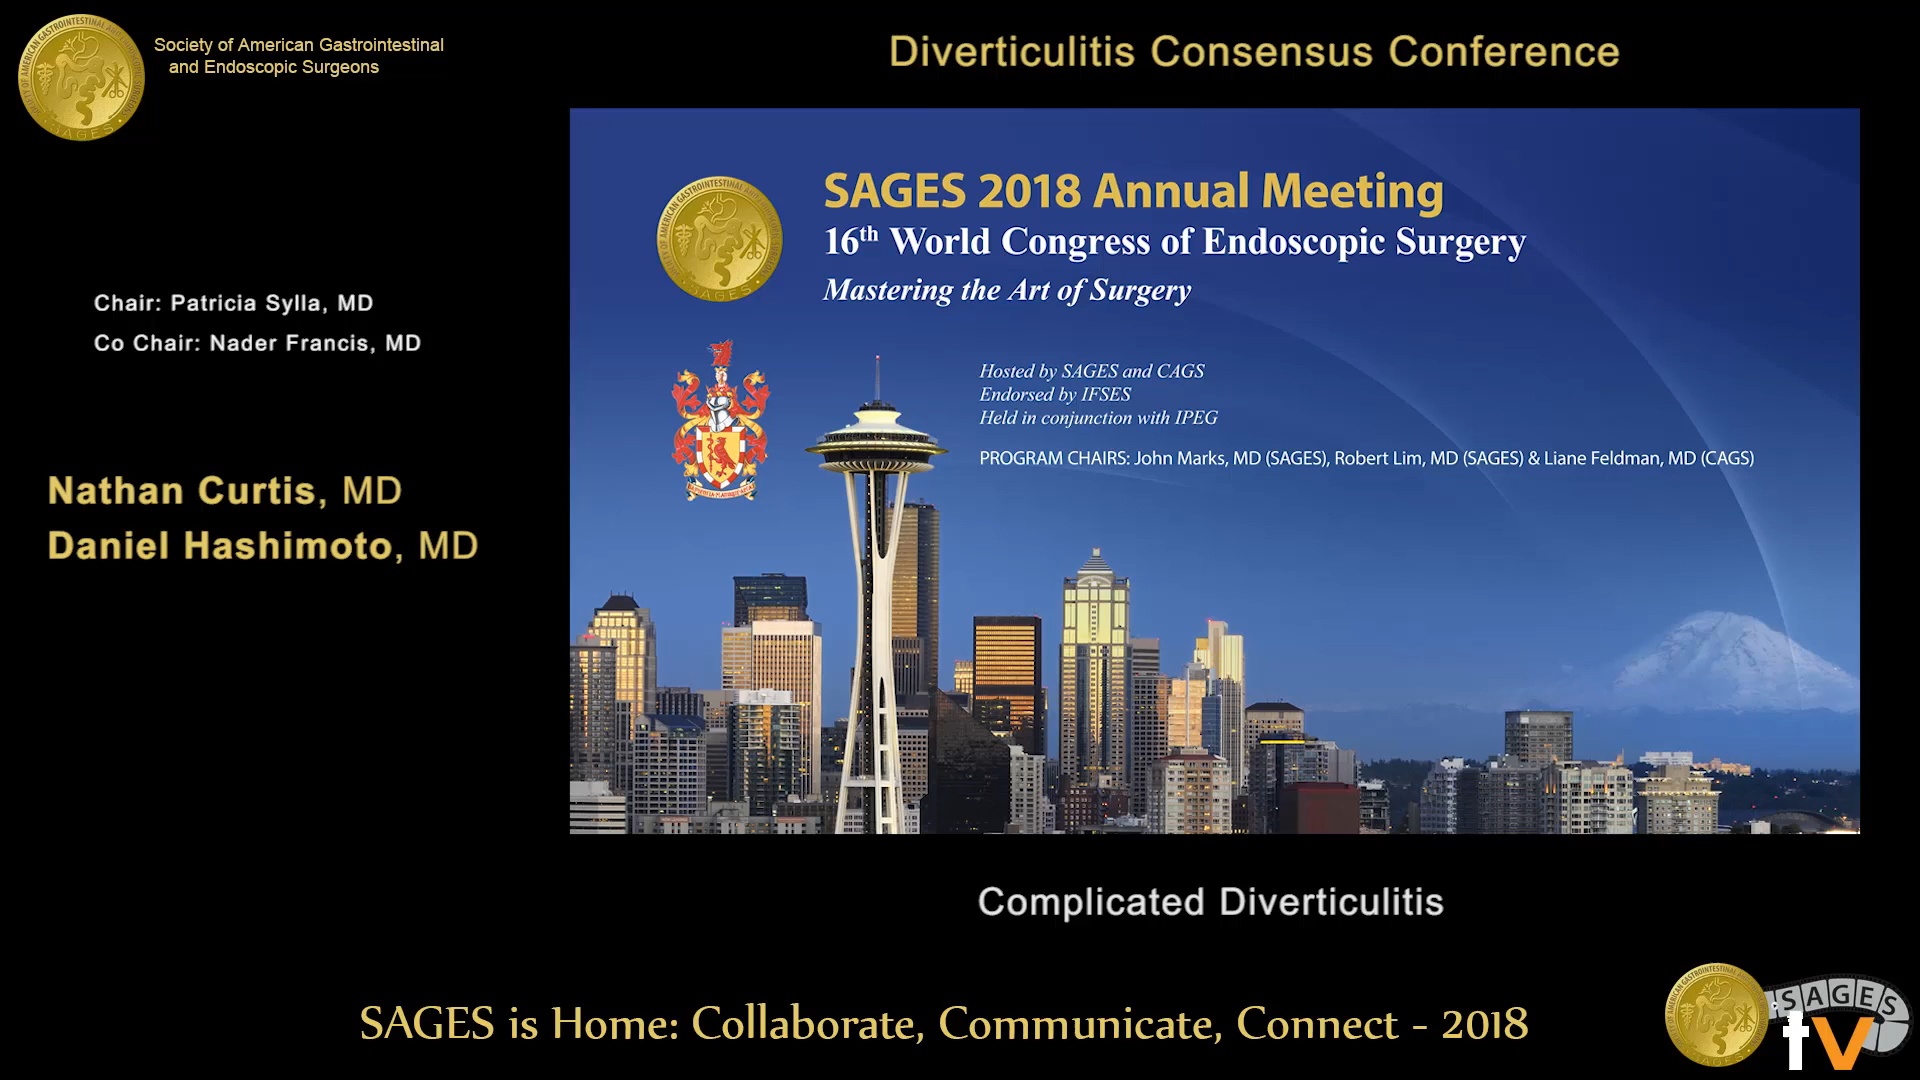 Society of American Gastrointestinal
and Endoscopic Surgeons
Diverticulitis Consensus Conference
SAGES 2018 Annual Meeting
16th World Congress of Endoscopic Surgery
Mastering the Art of Surgery
Hosted by SAGES and CAGS
Endorsed by IFSES
Held in conjunction with IPEG
PROGRAM CHAIRS: John Marks, MD (SAGES), Robert Lim, MD (SAGES) & Liane Feldman, MD (CAGS)
Chair: Patricia Sylla, MD
Co Chair: Nader Francis, MD
Nathan Curtis, MD
Daniel Hashimoto, MD
Complicated Diverticulitis
SAGES is Home: Collaborate, Communicate, Connect - 2018
SAGES
tv